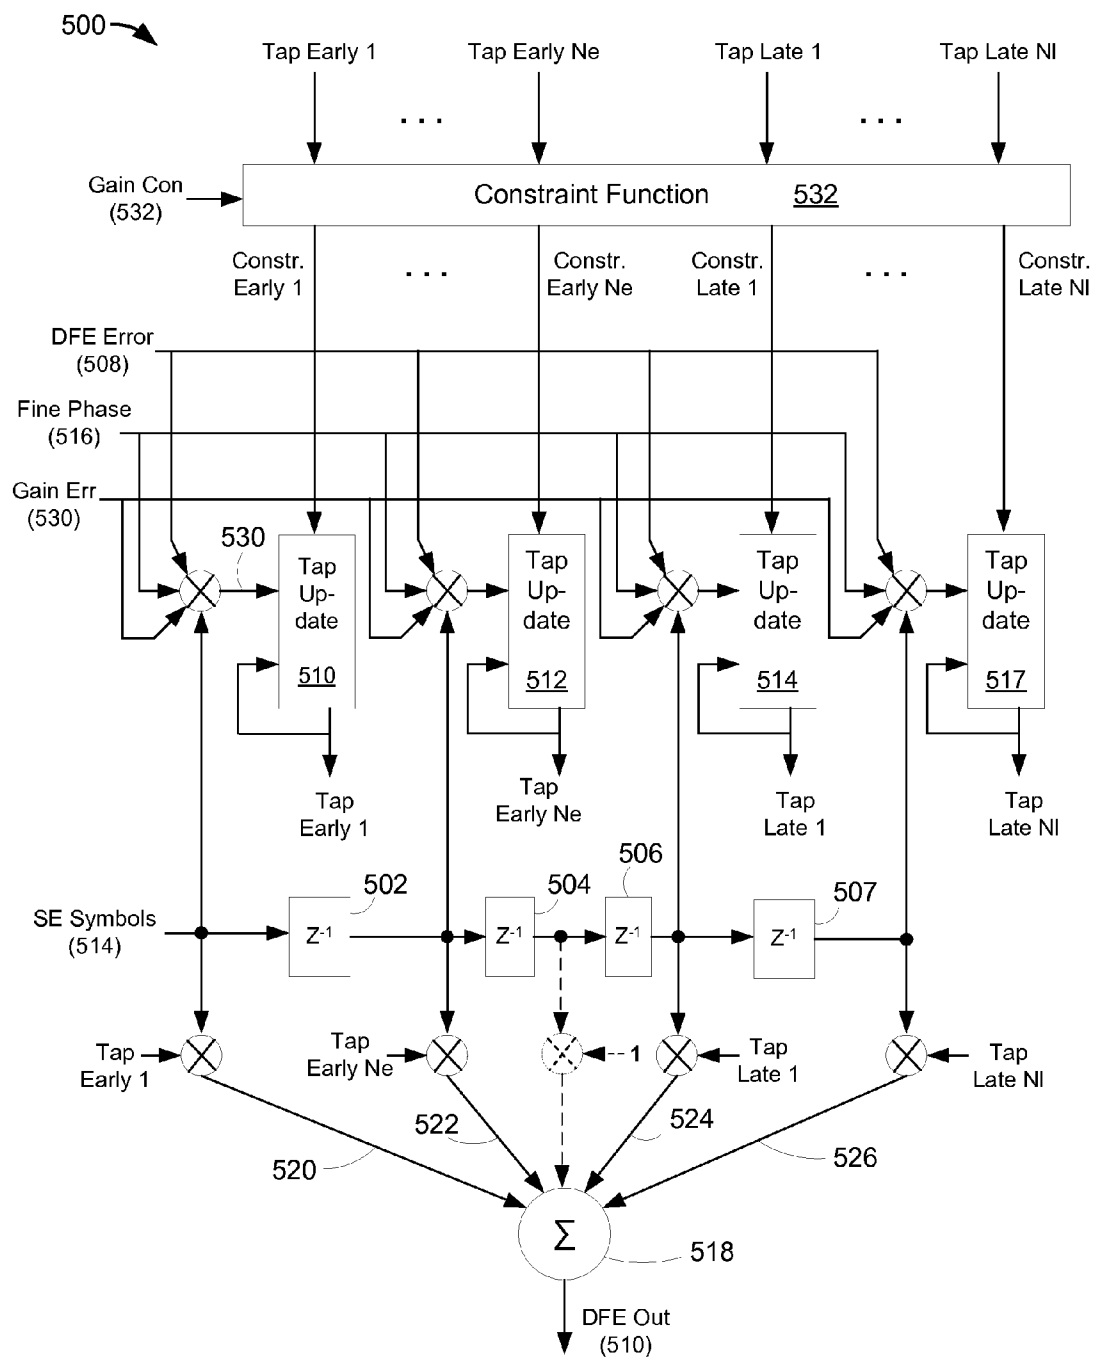 500
Tap Early 1
Tap Early Ne
Tap Late 1
Tap Late Nl
. . .
. . .
Gain Con
(532)
Constraint Function 532
Constr.
Early 1
. . .
Constr.
Early Ne
Constr.
Late 1
. . .
Constr.
Late Nl
DFE Error
(508)
Fine Phase
(516)
Gain Err
(530)
530
Tap
Up-
date
510
Tap
Up-
date
512
Tap
Up-
date
514
Tap
Up-
date
517
Tap
Early 1
Tap
Early Ne
Tap
Late 1
Tap
Late Nl
502
504
506
507
SE Symbols
(514)
Z-1
Z-1
Z-1
Z-1
Tap
Early 1
Tap
Early Ne
1
Tap
Late 1
Tap
Late Nl
520
522
524
526
Σ
518
DFE Out
(510)